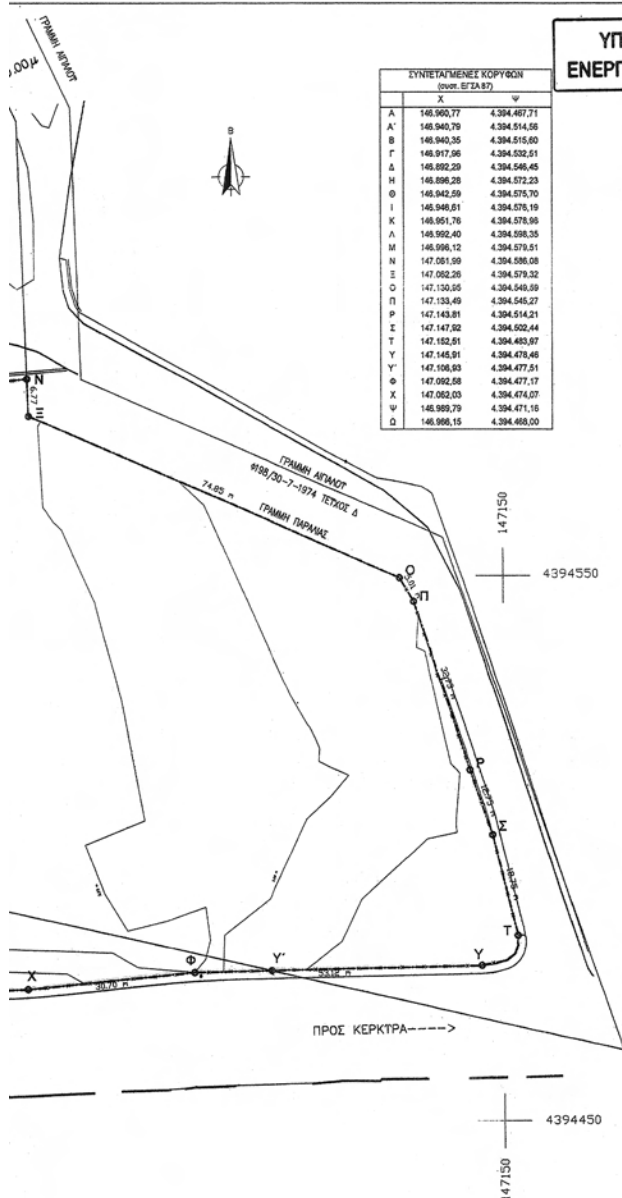 ΓΡΑΜΜΗ ΑΙΓΙΑΛΟΥ
ΥΠ
ΕΝΕΡΓ
ΣΥΝΤΕΤΑΓΜΕΝΕΣ ΚΟΡΥΦΩΝ
(συστ. ΕΓΣΑ 87)
Χ Ψ
Α 146.960,77 4.394.467,71
Α' 146.940,79 4.394.514,56
Β 146.940,35 4.394.515,60
Γ 146.917,96 4.394.532,51
Δ 146.892,29 4.394.546,45
Η 146.896,28 4.394.572,23
Θ 146.942,59 4.394.575,70
Ι 146.946,61 4.394.576,19
Κ 146.951,76 4.394.578,96
Λ 146.992,40 4.394.598,35
Μ 146.996,12 4.394.579,51
Ν 147.061,99 4.394.586,08
Ξ 147.062,26 4.394.579,32
Ο 147.130,95 4.394.549,59
Π 147.133,49 4.394.545,27
Ρ 147.143,81 4.394.514,21
Σ 147.147,92 4.394.502,44
Τ 147.152,51 4.394.483,97
Υ 147.145,91 4.394.478,46
Υ' 147.106,93 4.394.477,51
Φ 147.092,58 4.394.477,17
Χ 147.062,03 4.394.474,07
Ψ 146.989,79 4.394.471,16
Ω 146.966,15 4.394.468,00
Β
Ν
6.77
Ξ
ΓΡΑΜΜΗ ΑΙΓΙΑΛΟΥ
Φ198/30-7-1974 ΤΕΥΧΟΣ Δ
74.85 m
ΓΡΑΜΜΗ ΠΑΡΑΛΙΑΣ
147150
4394550
Ο
5.01 m
Π
32.73 m
Ρ
12.75 m
Σ
18.75 m
Τ
Υ
Υ'
Φ
Χ
30.70 m
ΠΡΟΣ ΚΕΡΚΥΡΑ---->
4394450
147150